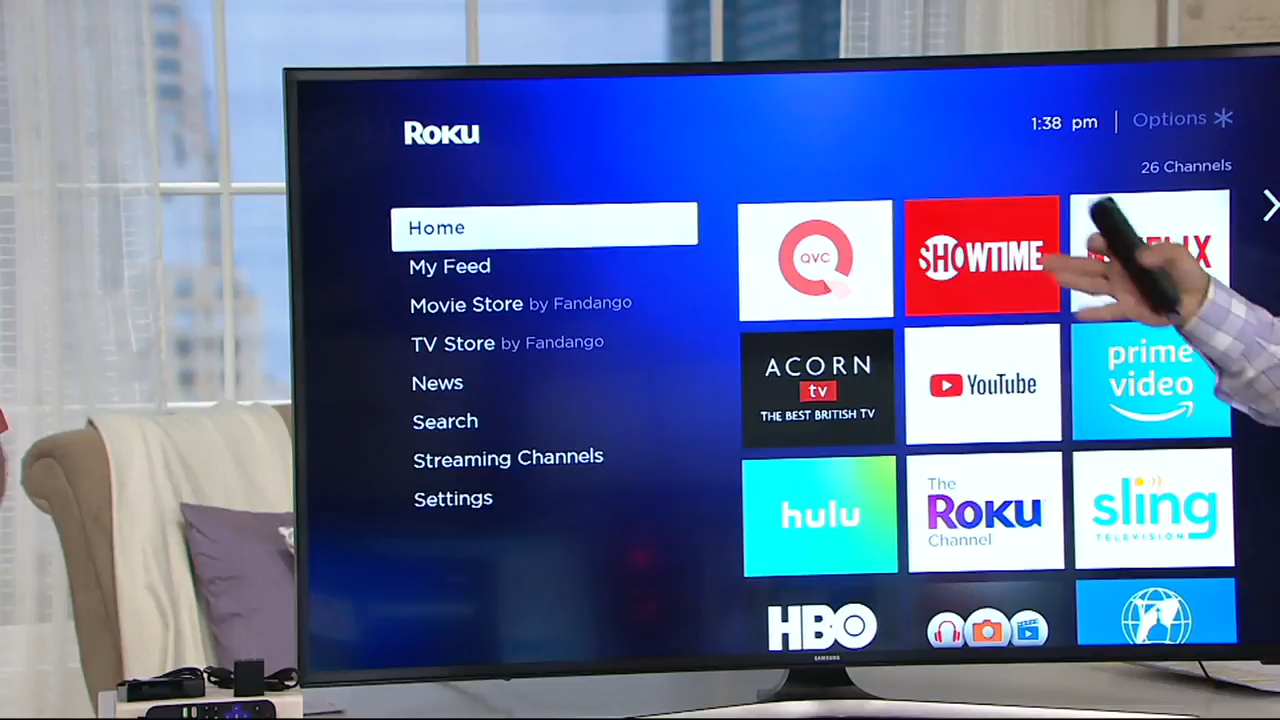 ROKU
1:38 pm | Options *
26 Channels
Home
My Feed
Movie Store by Fandango
TV Store by Fandango
News
Search
Streaming Channels
Settings
QVC
SHOWTIME
ACORN
tv
THE BEST BRITISH TV
YouTube
prime
video
hulu
The
ROKU
Channel
sling
TELEVISION
HBO
SAMSUNG